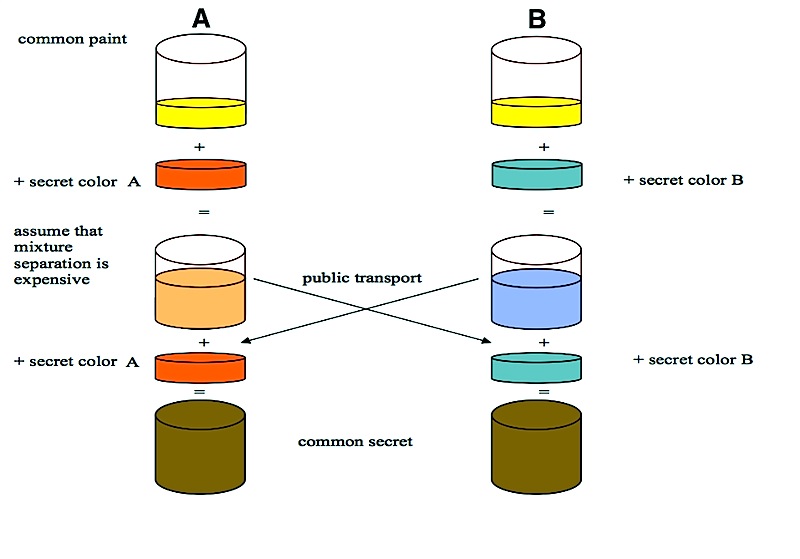 A B
common paint
+ +
+ secret color A + secret color B
= =
assume that
mixture
separation is
expensive
public transport
+ +
+ secret color A + secret color B
= =
common secret